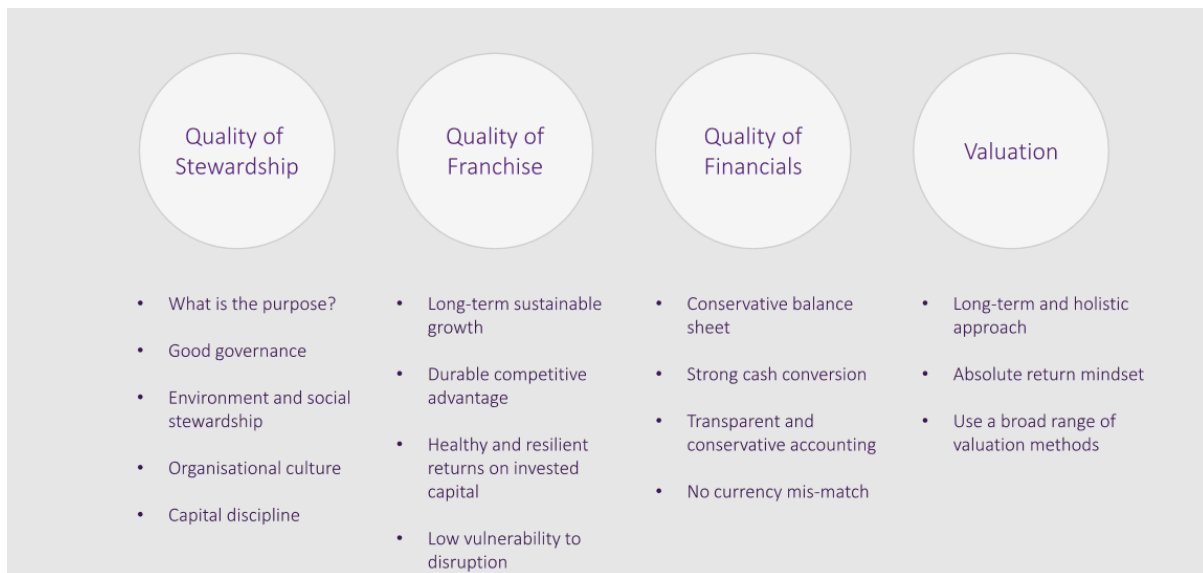 Quality of
Stewardship
• What is the purpose?
• Good governance
• Environment and social
stewardship
• Organisational culture
• Capital discipline
Quality of
Franchise
• Long-term sustainable
growth
• Durable competitive
advantage
• Healthy and resilient
returns on invested
capital
• Low vulnerability to
disruption
Quality of
Financials
• Conservative balance
sheet
• Strong cash conversion
• Transparent and
conservative accounting
• No currency mis-match
Valuation
• Long-term and holistic
approach
• Absolute return mindset
• Use a broad range of
valuation methods